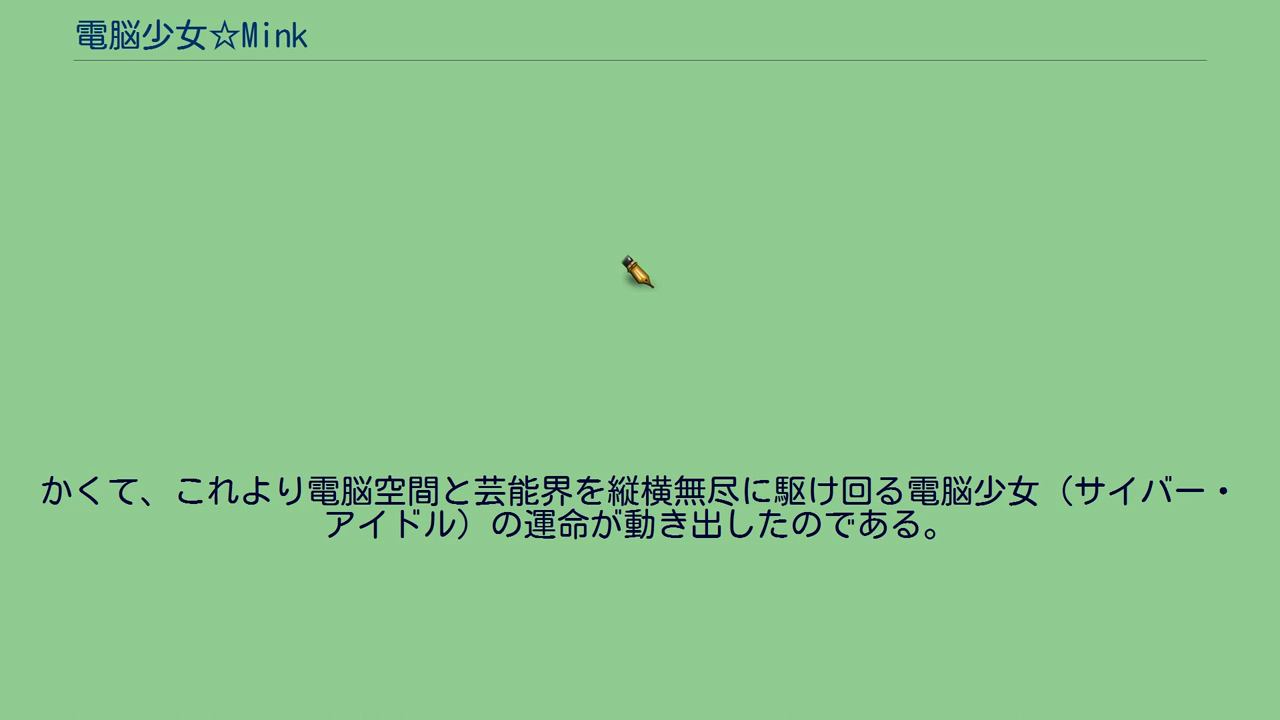 電脳少女☆Mink
かくて、これより電脳空間と芸能界を縦横無尽に駆け回る電脳少女（サイバー・
アイドル）の運命が動き出したのである。